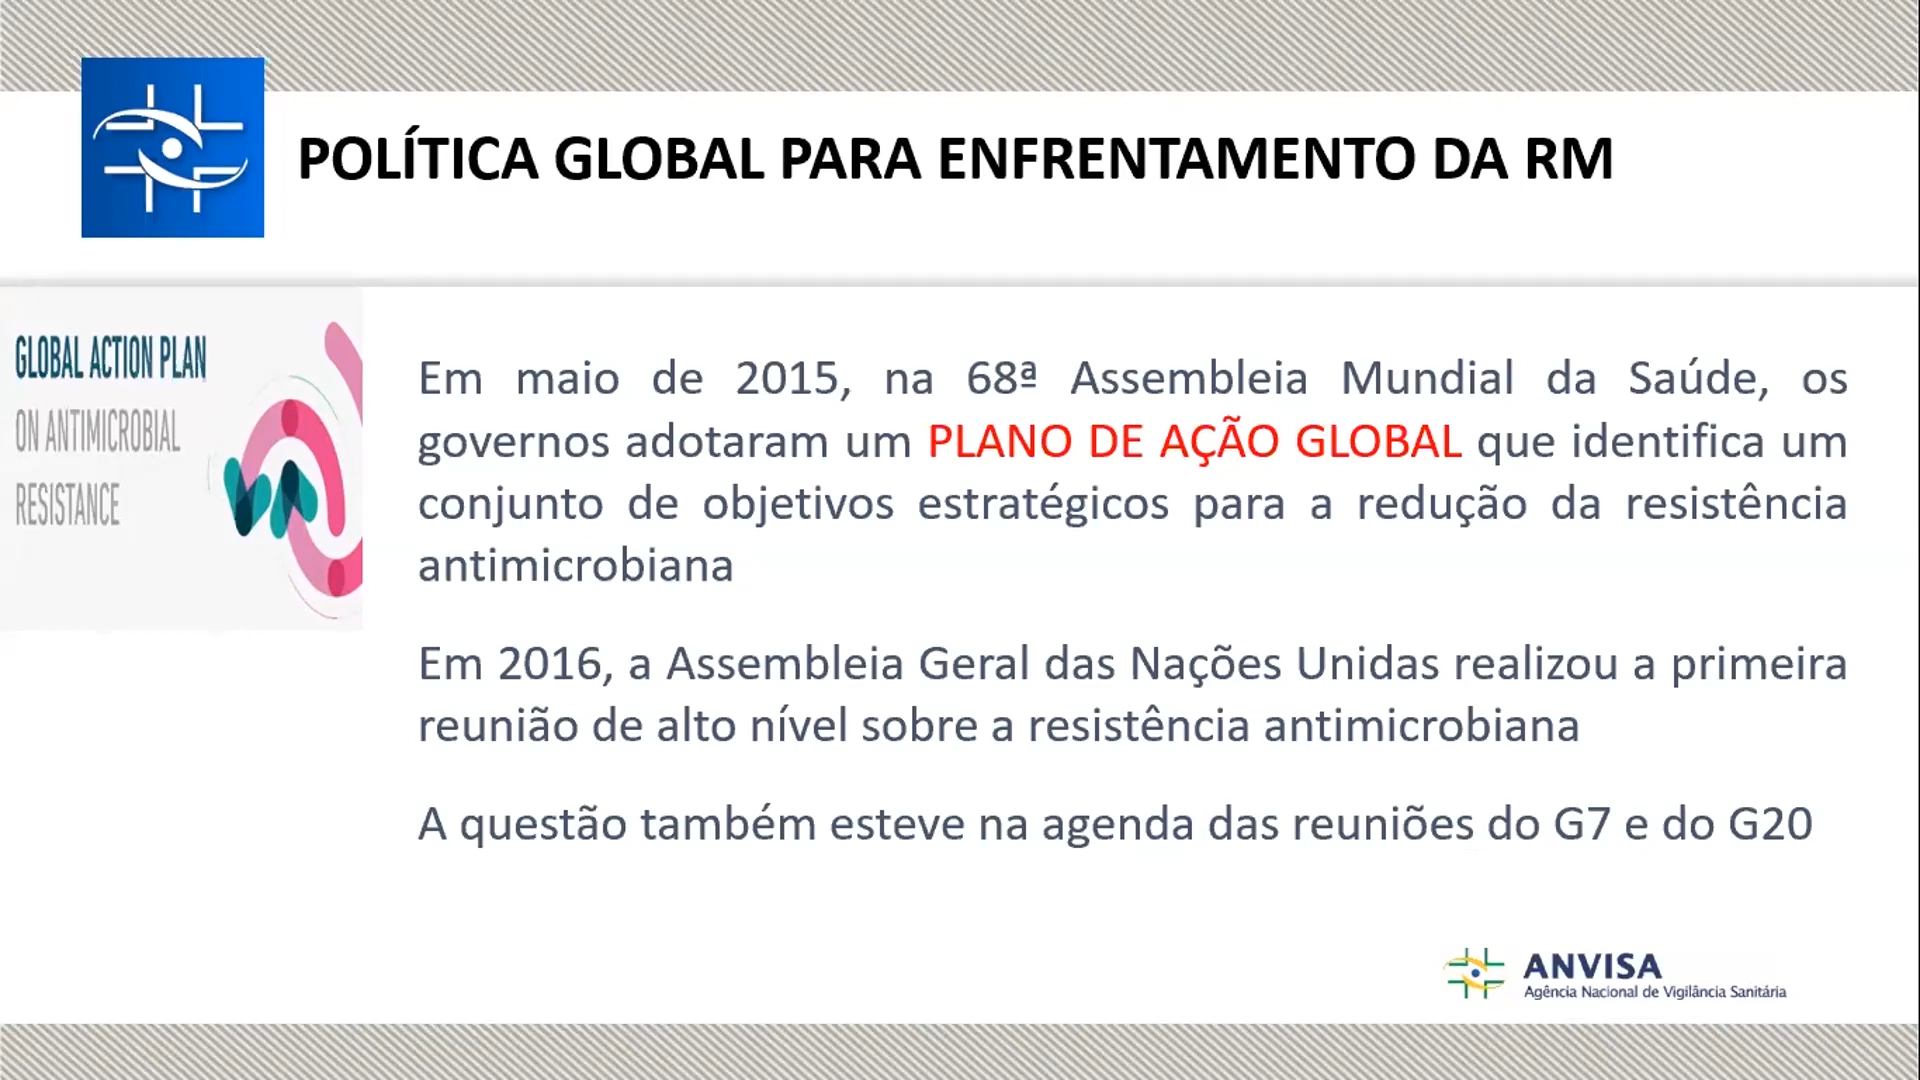 POLÍTICA GLOBAL PARA ENFRENTAMENTO DA RM
GLOBAL ACTION PLAN
ON ANTIMICROBIAL
RESISTANCE
Em maio de 2015, na 68ª Assembleia Mundial da Saúde, os
governos adotaram um PLANO DE AÇÃO GLOBAL que identifica um
conjunto de objetivos estratégicos para a redução da resistência
antimicrobiana
Em 2016, a Assembleia Geral das Nações Unidas realizou a primeira
reunião de alto nível sobre a resistência antimicrobiana
A questão também esteve na agenda das reuniões do G7 e do G20
ANVISA
Agência Nacional de Vigilância Sanitária